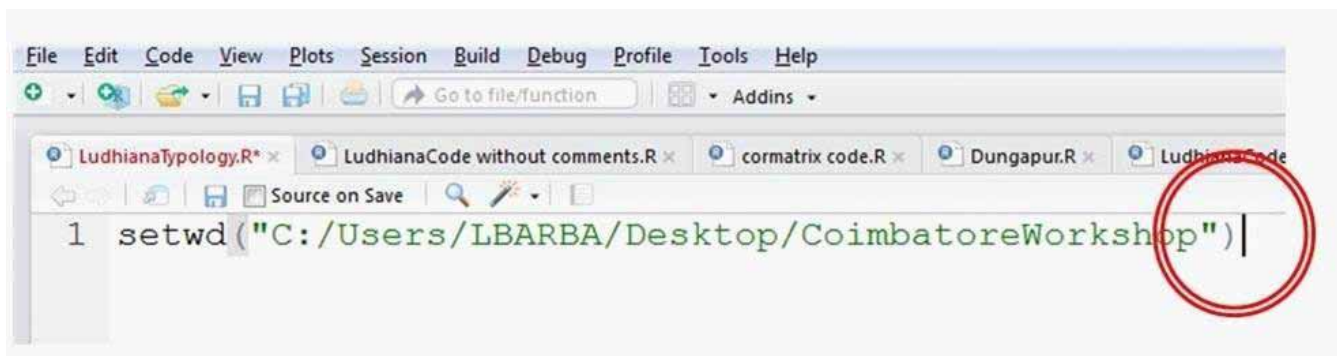 File Edit Code View Plots Session Build Debug Profile Tools Help
Go to file/function Addins
LudhianaTypology.R* LudhianaCode without comments.R cormatrix code.R Dungapur.R LudhianaCode
Source on Save
1 setwd("C:/Users/LBARBA/Desktop/CoimbatoreWorkshop")